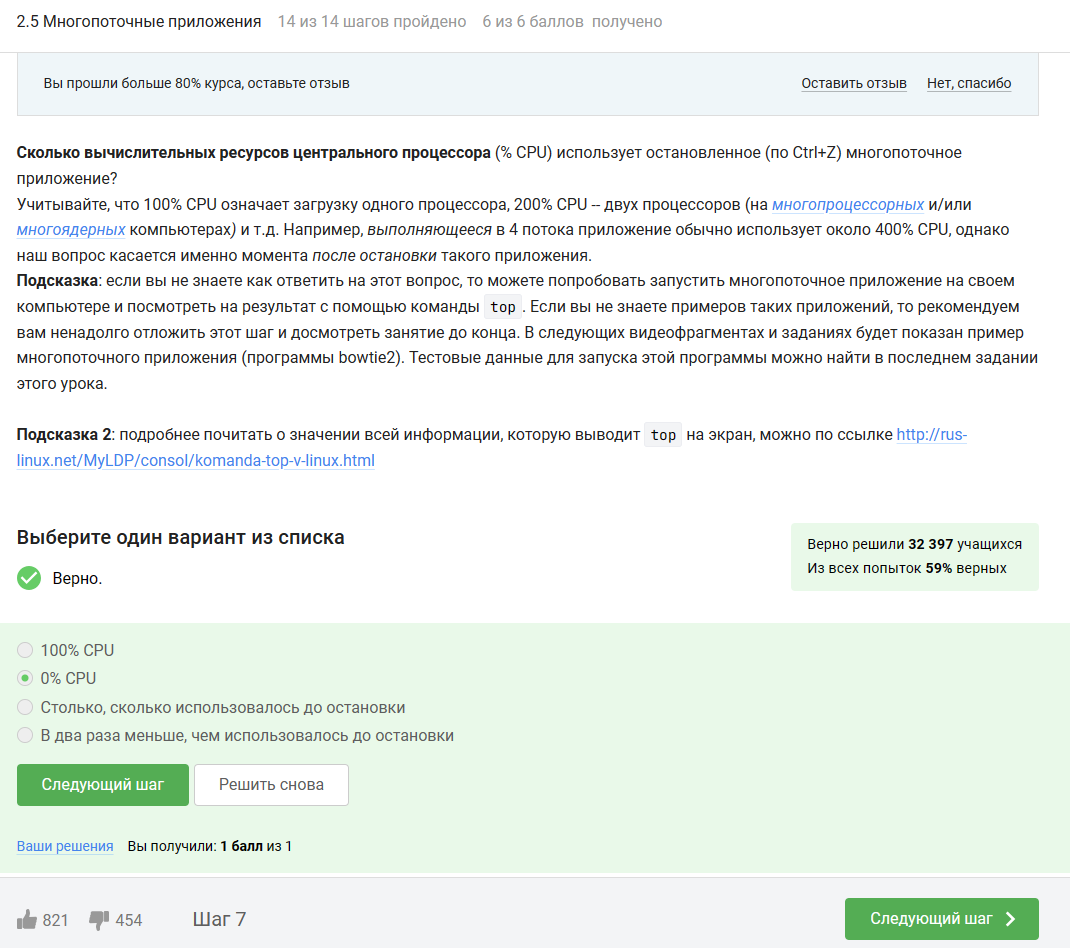 2.5 Многопоточные приложения 14 из 14 шагов пройдено 6 из 6 баллов получено
Вы прошли больше 80% курса, оставьте отзыв Оставить отзыв Нет, спасибо
Сколько вычислительных ресурсов центрального процессора (% CPU) использует остановленное (по Ctrl+Z) многопоточное
приложение?
Учитывайте, что 100% CPU означает загрузку одного процессора, 200% CPU -- двух процессоров (на многопроцессорных и/или
многоядерных компьютерах) и т.д. Например, выполняющееся в 4 потока приложение обычно использует около 400% CPU, однако
наш вопрос касается именно момента после остановки такого приложения.
Подсказка: если вы не знаете как ответить на этот вопрос, то можете попробовать запустить многопоточное приложение на своем
компьютере и посмотреть на результат с помощью команды top. Если вы не знаете примеров таких приложений, то рекомендуем
вам ненадолго отложить этот шаг и досмотреть занятие до конца. В следующих видеофрагментах и заданиях будет показан пример
многопоточного приложения (программы bowtie2). Тестовые данные для запуска этой программы можно найти в последнем задании
этого урока.
Подсказка 2: подробнее почитать о значении всей информации, которую выводит top на экран, можно по ссылке http://rus-
linux.net/MyLDP/consol/komanda-top-v-linux.html
Выберите один вариант из списка
Верно.
Верно решили 32 397 учащихся
Из всех попыток 59% верных
100% CPU
0% CPU
Столько, сколько использовалось до остановки
В два раза меньше, чем использовалось до остановки
Следующий шаг Решить снова
Ваши решения Вы получили: 1 балл из 1
821 454 Шаг 7 Следующий шаг